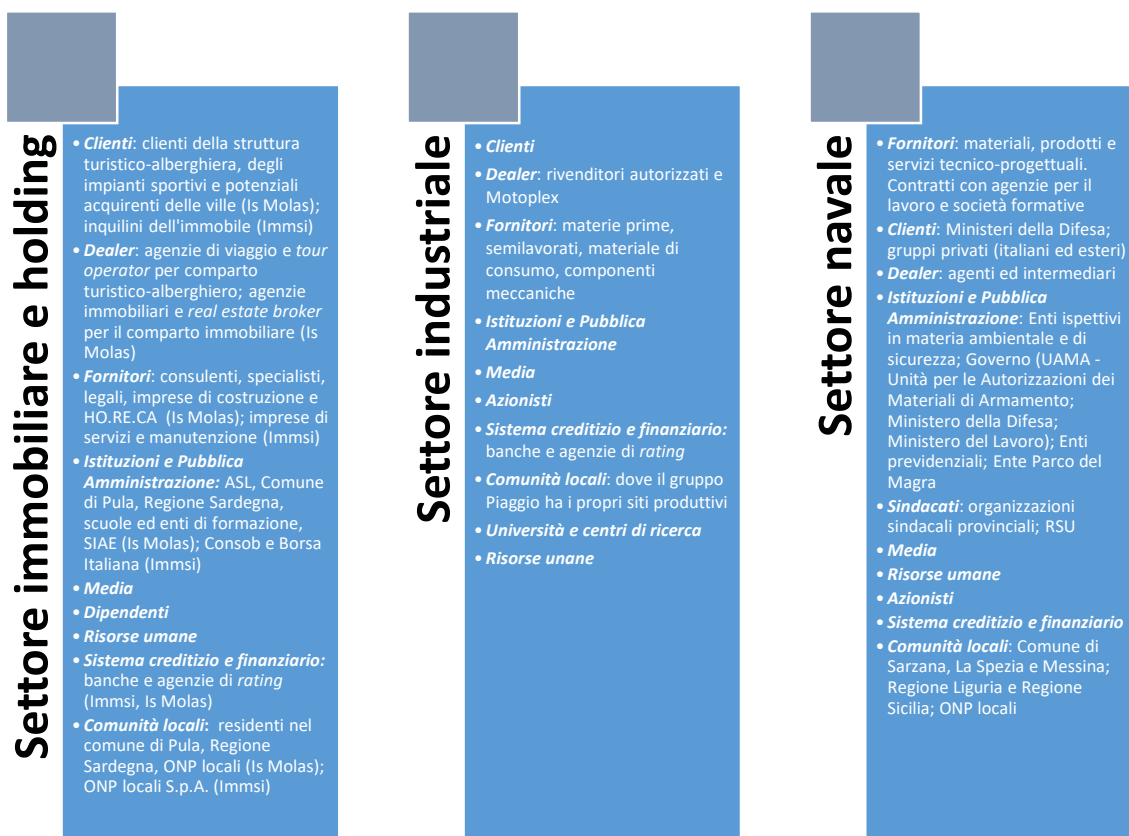 Settore immobiliare e holding
• Clienti: clienti della struttura
turistico-alberghiera, degli
impianti sportivi e potenziali
acquirenti delle ville (Is Molas);
inquilini dell'immobile (Immsi)
• Dealer: agenzie di viaggio e tour
operator per comparto
turistico-alberghiero; agenzie
immobiliari e real estate broker
per il comparto immobiliare (Is
Molas)
• Fornitori: consulenti, specialisti,
legali, imprese di costruzione e
HO.RE.CA (Is Molas); imprese di
servizi e manutenzione (Immsi)
• Istituzioni e Pubblica
Amministrazione: ASL, Comune
di Pula, Regione Sardegna,
scuole ed enti di formazione,
SIAE (Is Molas); Consob e Borsa
Italiana (Immsi)
• Media
• Dipendenti
• Risorse umane
• Sistema creditizio e finanziario:
banche e agenzie di rating
(Immsi, Is Molas)
• Comunità locali: residenti nel
comune di Pula, Regione
Sardegna, ONP locali (Is Molas);
ONP locali S.p.A. (Immsi)
Settore industriale
• Clienti
• Dealer: rivenditori autorizzati e
Motoplex
• Fornitori: materie prime,
semilavorati, materiale di
consumo, componenti
meccaniche
• Istituzioni e Pubblica
Amministrazione
• Media
• Azionisti
• Sistema creditizio e finanziario:
banche e agenzie di rating
• Comunità locali: dove il gruppo
Piaggio ha i propri siti produttivi
• Università e centri di ricerca
• Risorse unane
Settore navale
• Fornitori: materiali, prodotti e
servizi tecnico-progettuali.
Contratti con agenzie per il
lavoro e società formative
• Clienti: Ministeri della Difesa;
gruppi privati (italiani ed esteri)
• Dealer: agenti ed intermediari
• Istituzioni e Pubblica
Amministrazione: Enti ispettivi
in materia ambientale e di
sicurezza; Governo (UAMA -
Unità per le Autorizzazioni dei
Materiali di Armamento;
Ministero della Difesa;
Ministero del Lavoro); Enti
previdenziali; Ente Parco del
Magra
• Sindacati: organizzazioni
sindacali provinciali; RSU
• Media
• Risorse umane
• Azionisti
• Sistema creditizio e finanziario
• Comunità locali: Comune di
Sarzana, La Spezia e Messina;
Regione Liguria e Regione
Sicilia; ONP locali